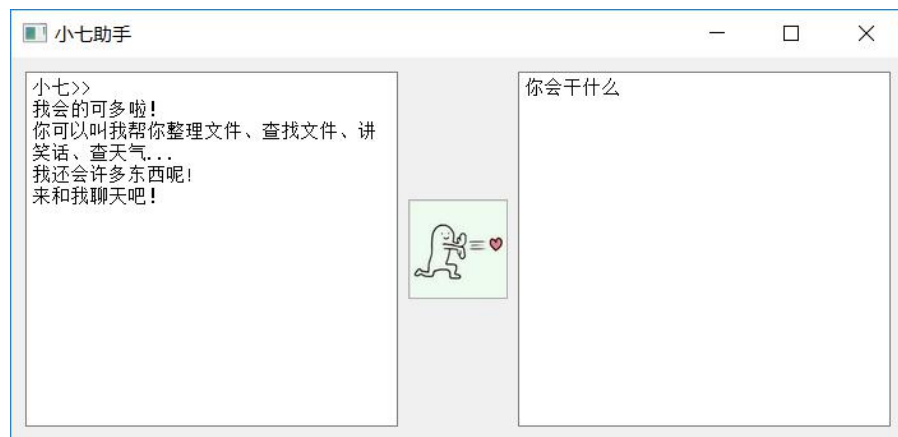 小七助手
小七>>
我会的可多啦!
你可以叫我帮你整理文件、查找文件、讲
笑话、查天气...
我还会许多东西呢!
来和我聊天吧!
你会干什么